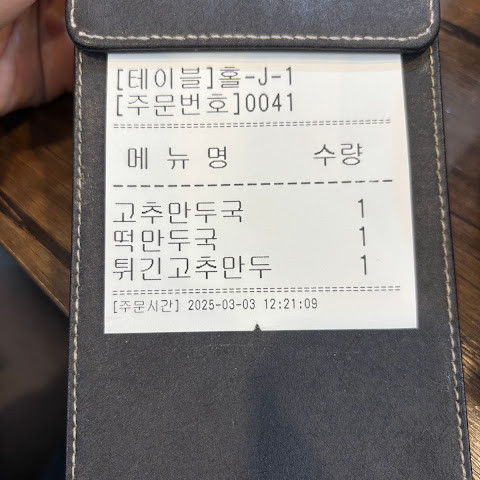 [테이블]홀-J-1
[주문번호]0041
메 뉴 명 수량
고추만두국 1
떡만두국 1
튀긴고추만두 1
[주문시간] 2025-03-03 12:21:09